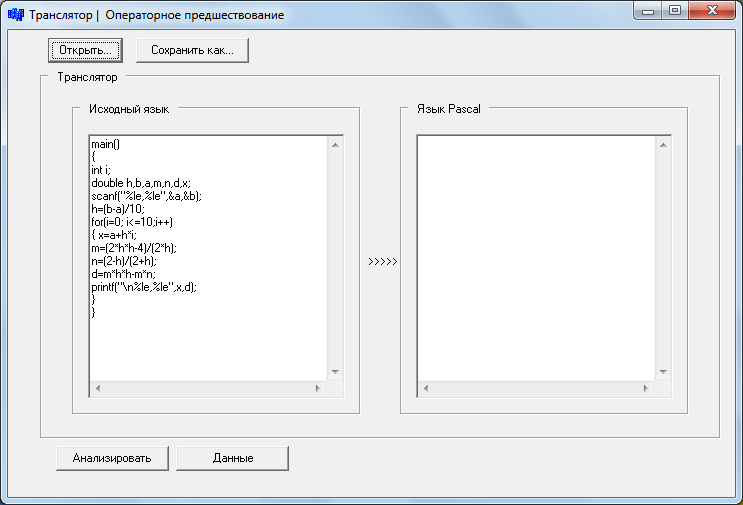 Транслятор | Операторное предшествование
Открыть...
Сохранить как...
Транслятор
Исходный язык
main()
{
int i;
double h,b,a,m,n,d,x;
scanf("%le,%le",&a,&b);
h=(b-a)/10;
for(i=0; i<=10;i++)
{ x=a+h*i;
m=(2*h*h-4)/(2*h);
n=(2-h)/(2+h);
d=m*h*h-m*n;
printf("\n%le,%le",x,d);
}
}
>>>>>
Язык Pascal
Анализировать
Данные